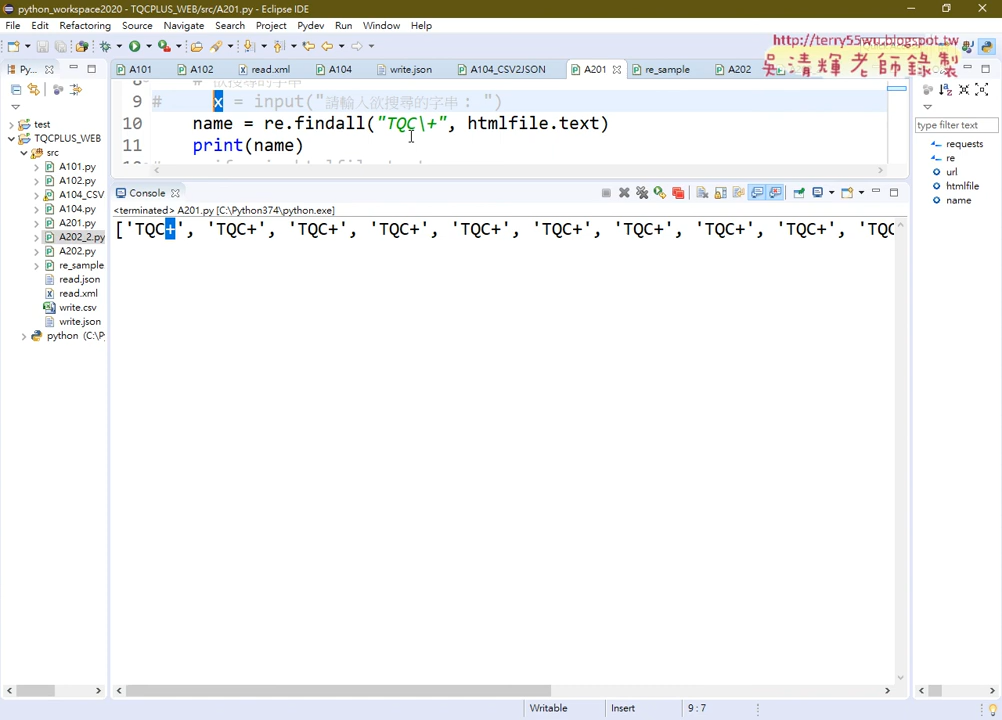 python_workspace2020 - TQCPLUS_WEB/src/A201.py - Eclipse IDE
File Edit Refactoring Source Navigate Search Project Pydev Run Window Help
http://terry55wu.blogspot.tw
吳清輝老師錄製
Py... A101 A102 read.xml A104 write.json A104_CSV2JSON A201 re_sample A202
9 # x = input("請輸入欲搜尋的字串: ")
10 name = re.findall("TQC\+", htmlfile.text)
11 print(name)
test
TQCPLUS_WEB
src
A101.py
A102.py
A104_CSV
A104.py
A201.py
A202_2.py
A202.py
re_sample
read.json
read.xml
write.csv
write.json
python (C:\P
Console
<terminated> A201.py [C:\Python374\python.exe]
['TQC+', 'TQC+', 'TQC+', 'TQC+', 'TQC+', 'TQC+', 'TQC+', 'TQC+', 'TQC+', 'TQC
type filter text
requests
re
url
htmlfile
name
Writable Insert 9:7